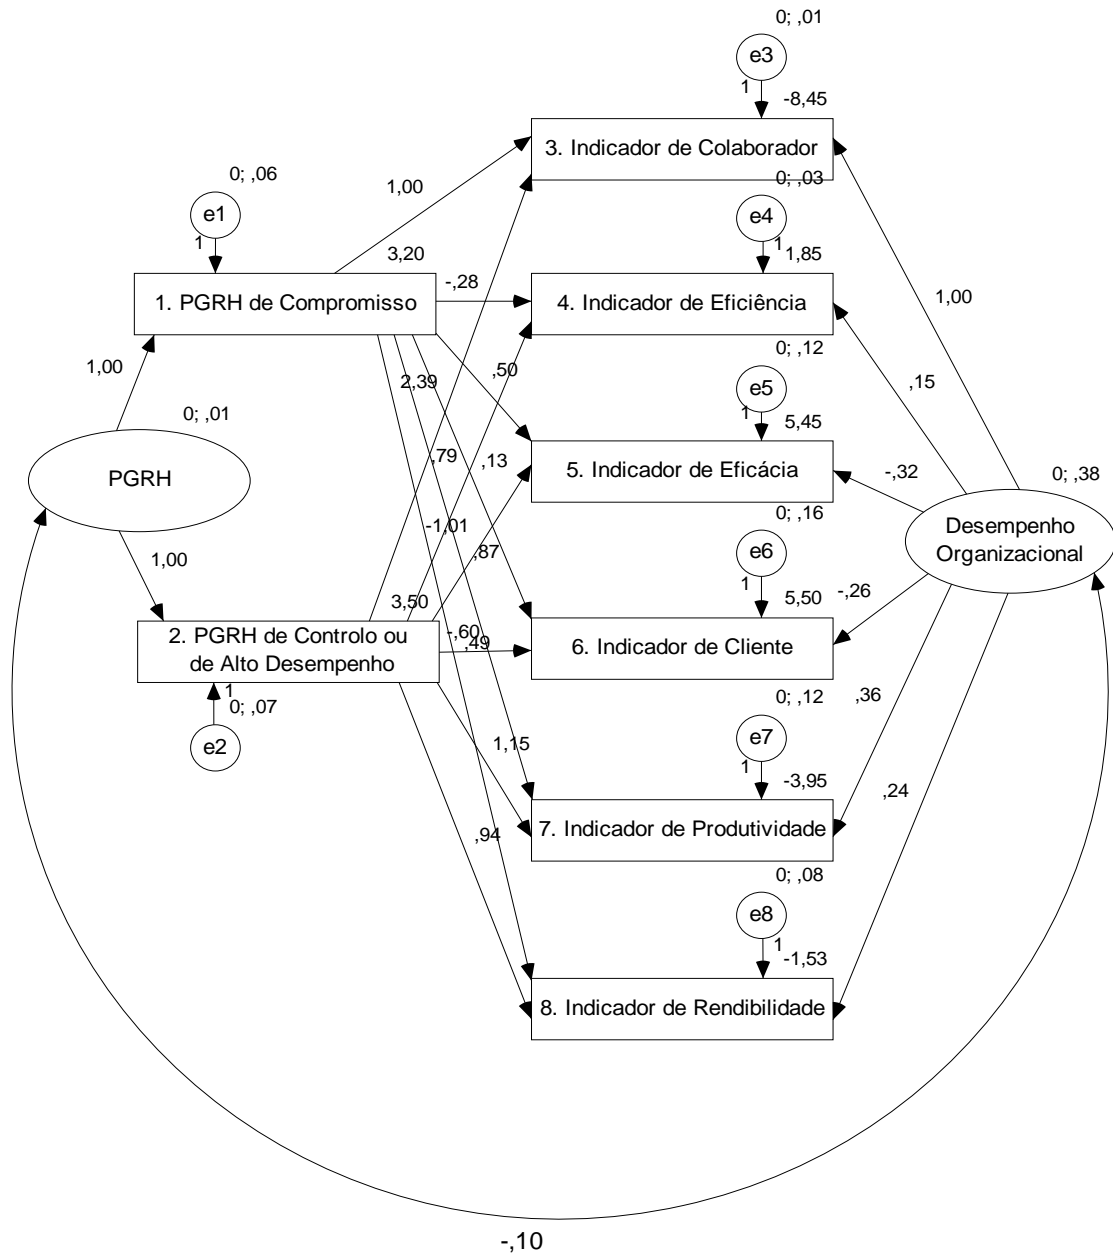 0; ,01
e3
1
-8,45
3. Indicador de Colaborador
0; ,03
1,00
0; ,06
e1
1
e4
1
1,85
3,20
-,28
1. PGRH de Compromisso
4. Indicador de Eficiência
1,00
0; ,12
1,00
,50
2,39
e5
1
5,45
,15
0; ,01
PGRH
,79
,13
5. Indicador de Eficácia
-,32
0; ,38
0; ,16
Desempenho
Organizacional
-1,01
,87
e6
1
5,50
-,26
1,00
3,50
-,60
,49
2. PGRH de Controlo ou
de Alto Desempenho
6. Indicador de Cliente
1
0; ,07
e2
0; ,12
,36
e7
1
-3,95
1,15
,24
7. Indicador de Produtividade
,94
0; ,08
e8
1
-1,53
8. Indicador de Rendibilidade
-,10